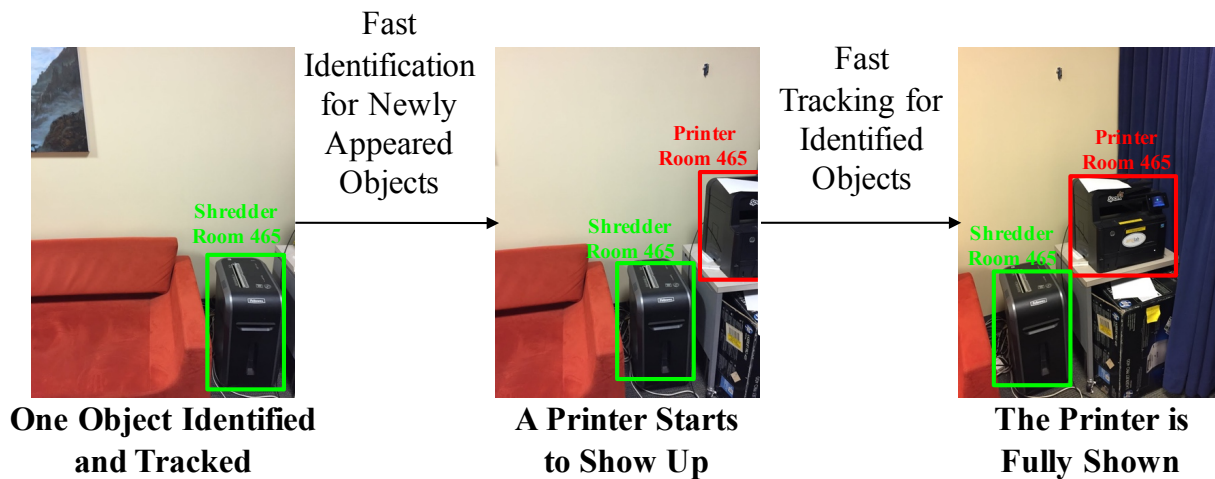 Fast
Identification
for Newly
Appeared
Objects
Fast
Tracking for
Identified
Objects
Shredder
Room 465
Printer
Room 465
Shredder
Room 465
Printer
Room 465
Shredder
Room 465
One Object Identified
and Tracked
A Printer Starts
to Show Up
The Printer is
Fully Shown